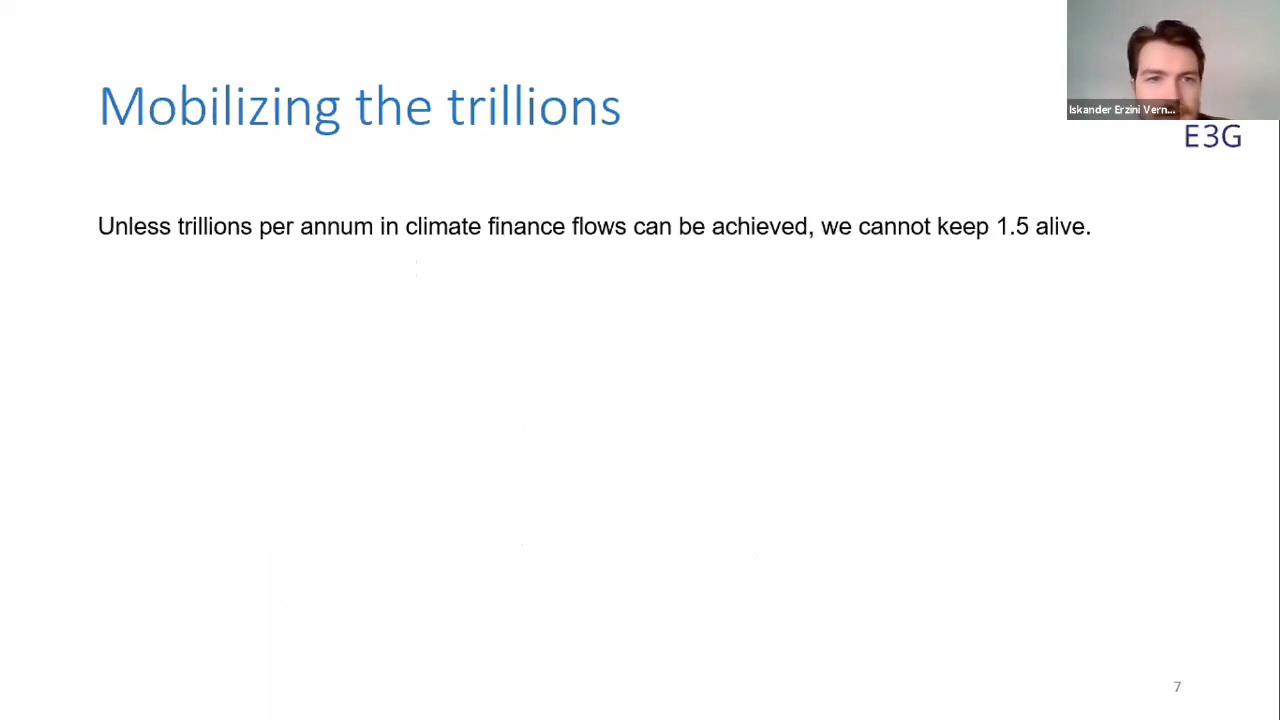 Mobilizing the trillions
Iskander Erzini Vern...
E3G
Unless trillions per annum in climate finance flows can be achieved, we cannot keep 1.5 alive.
7